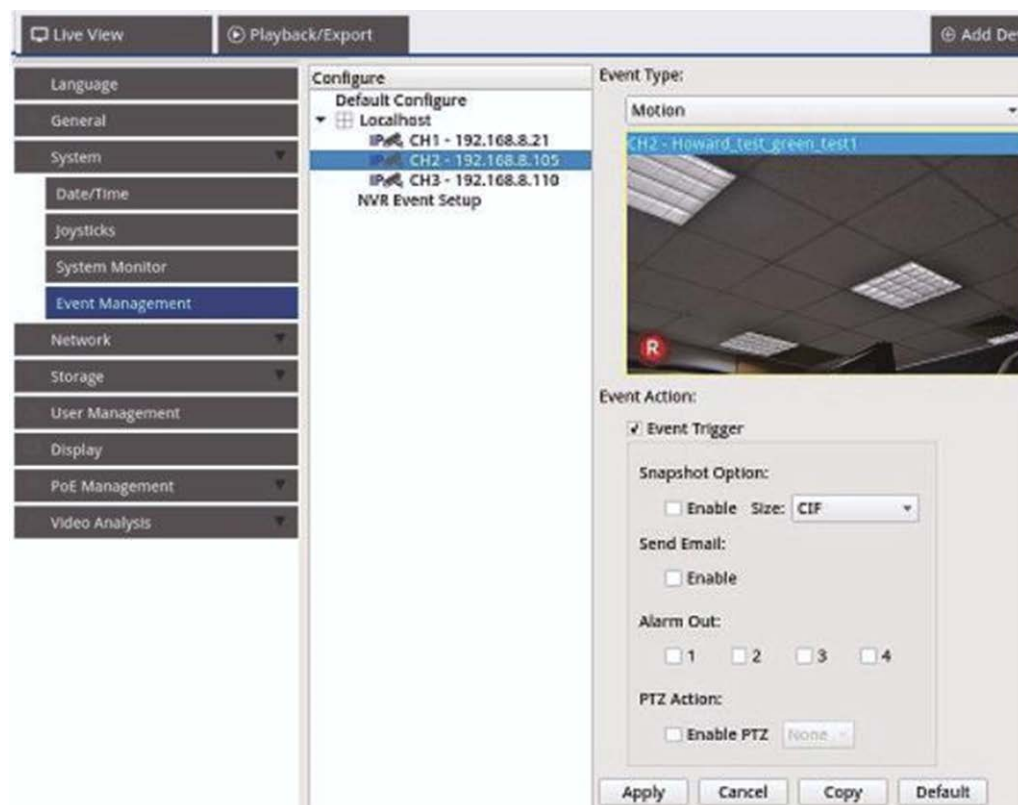 Live View
Playback/Export
Add De
Language
General
System
Date/Time
Joysticks
System Monitor
Event Management
Network
Storage
User Management
Display
PoE Management
Video Analysis
Configure
Default Configure
Localhost
IP CH1 - 192.168.8.21
IP CH2 - 192.168.8.105
IP CH3 - 192.168.8.110
NVR Event Setup
Event Type:
Motion
CH2 - Howard_test_green_test1
R
Event Action:
Event Trigger
Snapshot Option:
Enable Size: CIF
Send Email:
Enable
Alarm Out:
1 2 3 4
PTZ Action:
Enable PTZ None
Apply Cancel Copy Default